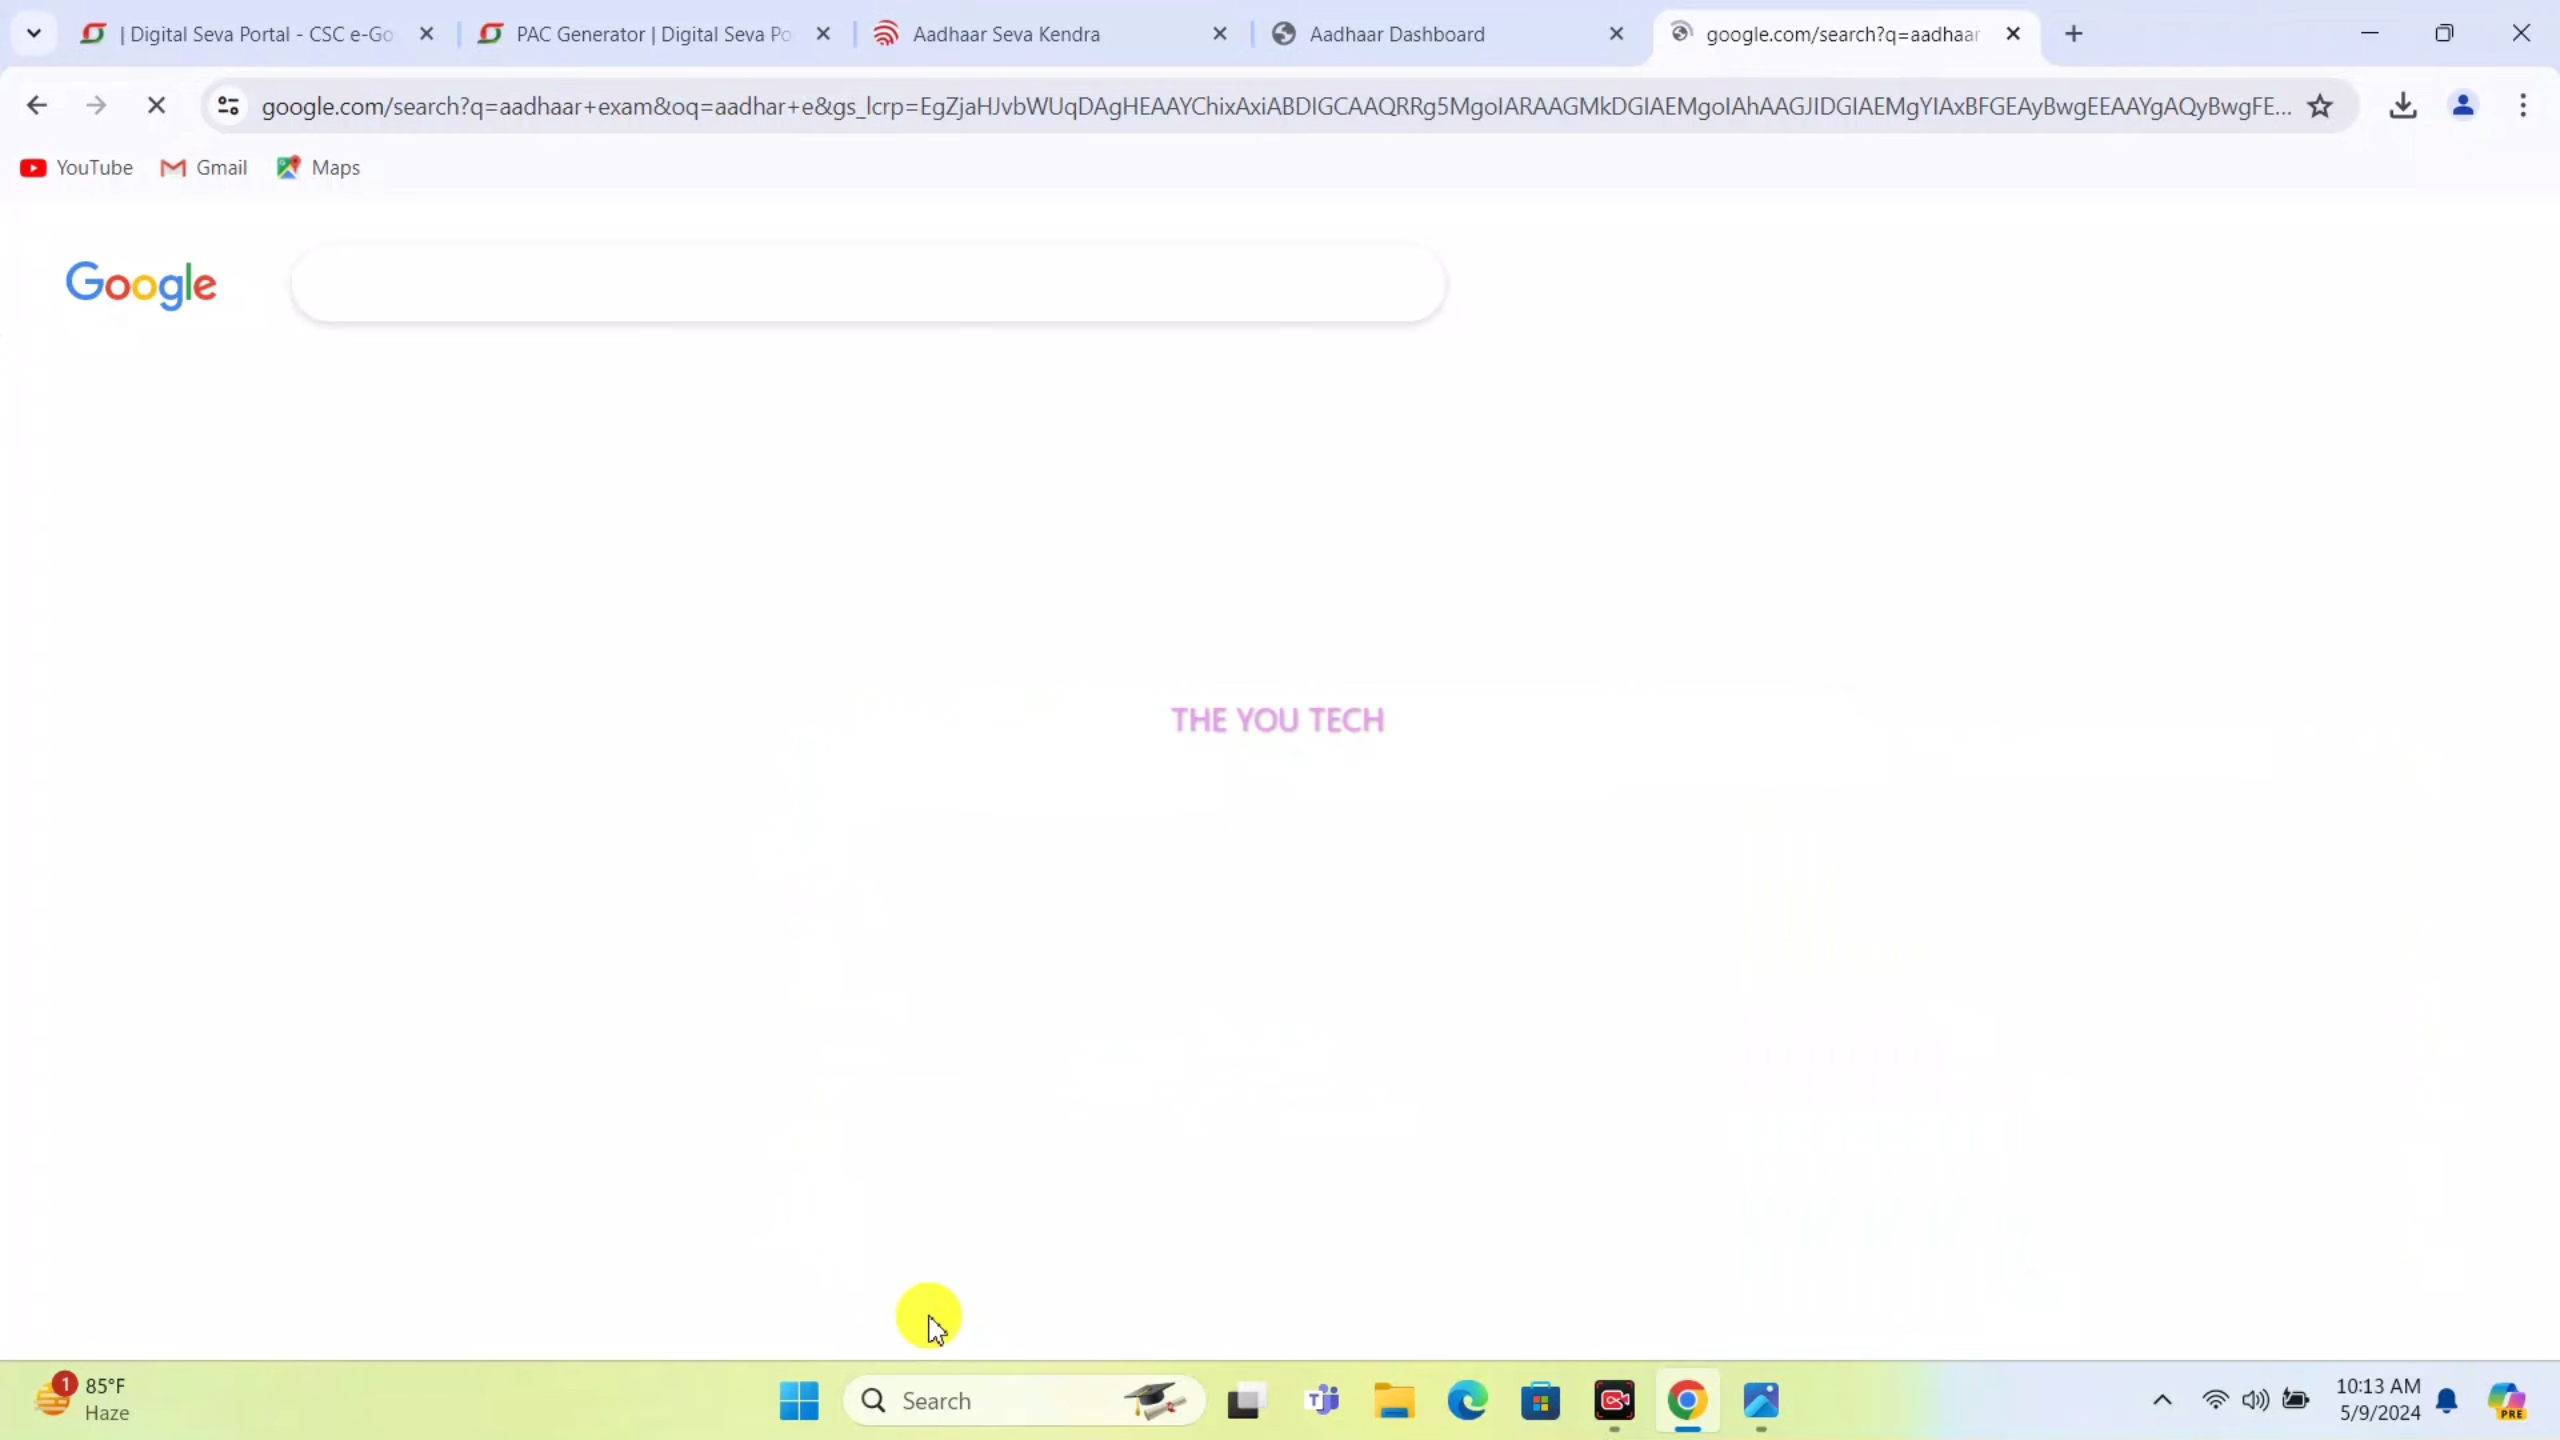 | Digital Seva Portal - CSC e-Go
PAC Generator | Digital Seva Po
Aadhaar Seva Kendra
Aadhaar Dashboard
google.com/search?q=aadhaar
google.com/search?q=aadhaar+exam&oq=aadhar+e&gs_lcrp=EgZjaHJvbWUqDAgHEAAYChixAxiABDIGCAAQRRg5MgoIARAAGMkDGIAEMgoIAhAAGJIDGIAEMgYIAxBFGEAyBwgEEAAYgAQyBwgFE...
YouTube
Gmail
Maps
Google
THE YOU TECH
1
85°F
Haze
Search
10:13 AM
5/9/2024
PRE